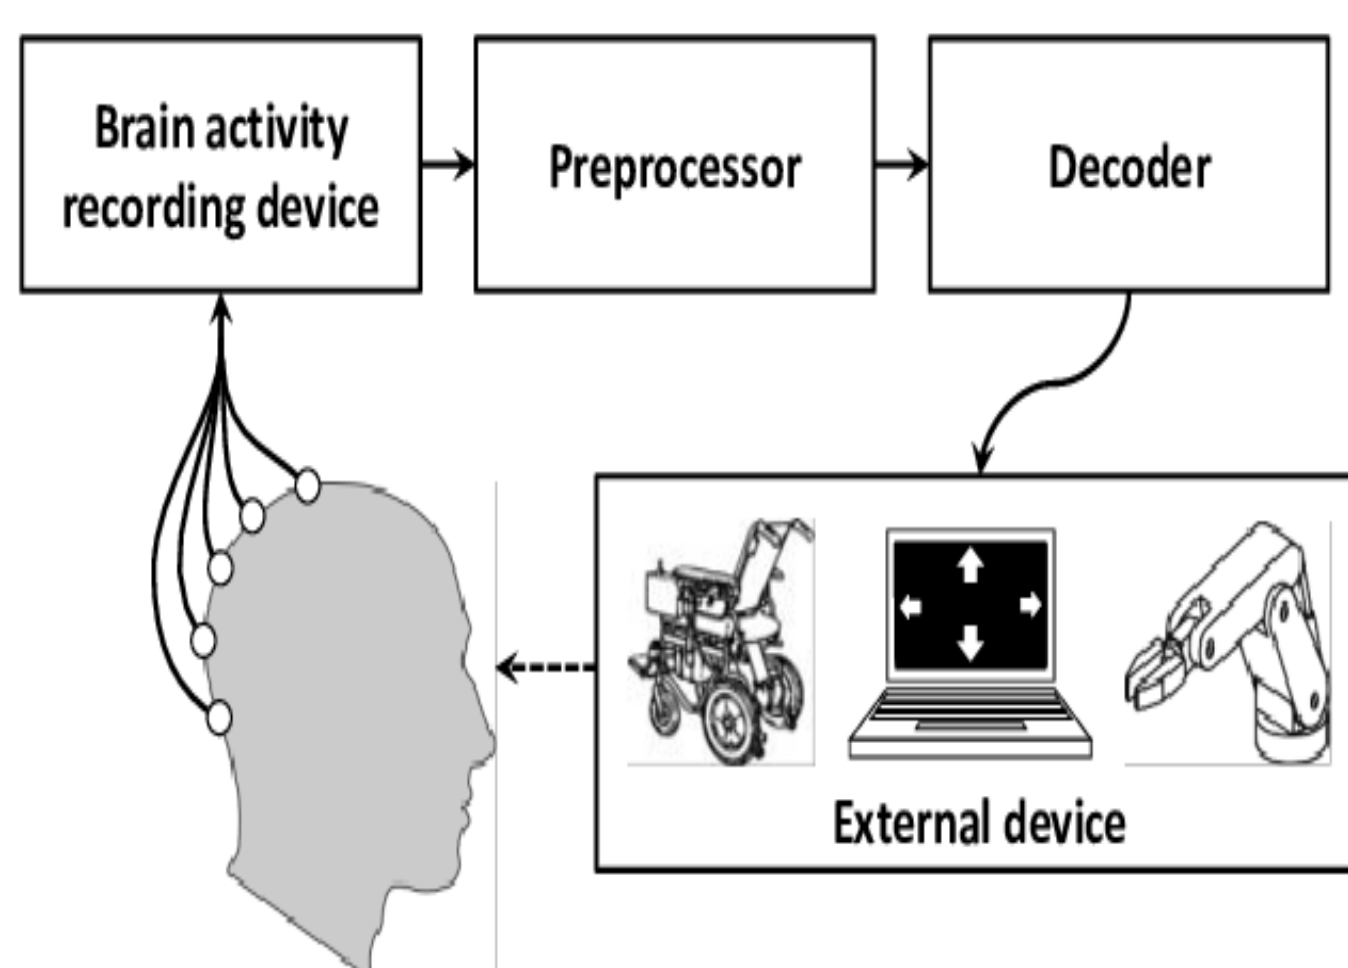 Brain activity
recording device
Preprocessor
Decoder
External device